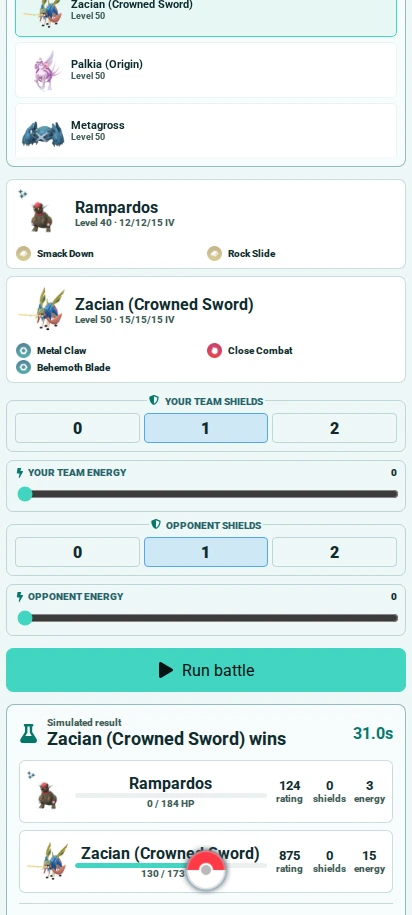 Zacian (Crowned Sword)
Level 50
Palkia (Origin)
Level 50
Metagross
Level 50
Rampardos
Level 40 · 12/12/15 IV
Smack Down
Rock Slide
Zacian (Crowned Sword)
Level 50 · 15/15/15 IV
Metal Claw
Close Combat
Behemoth Blade
YOUR TEAM SHIELDS
0 1 2
YOUR TEAM ENERGY 0
OPPONENT SHIELDS
0 1 2
OPPONENT ENERGY 0
Run battle
Simulated result
Zacian (Crowned Sword) wins
31.0s
Rampardos
0 / 184 HP
124 0 3
rating shields energy
Zacian (Crowned Sword)
130 / 173
875 0 15
rating shields energy